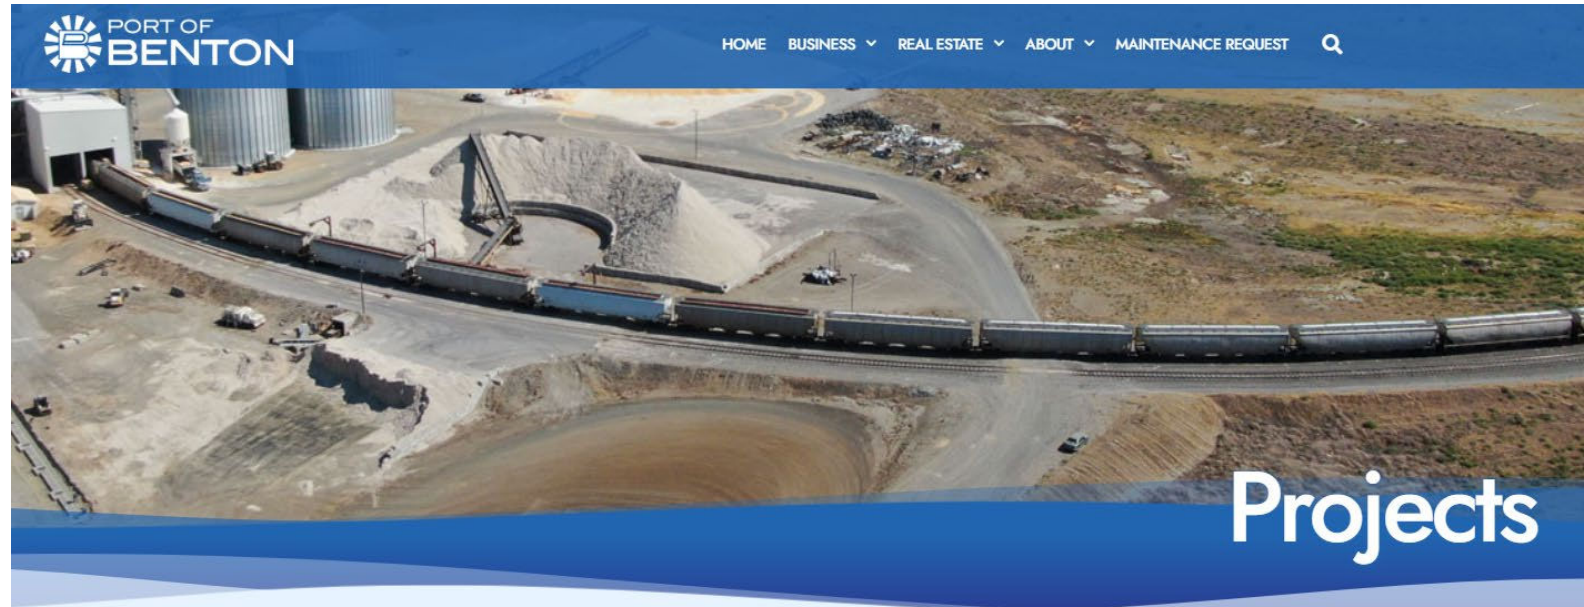 PORT OF
BENTON
HOME BUSINESS REAL ESTATE ABOUT MAINTENANCE REQUEST
Projects